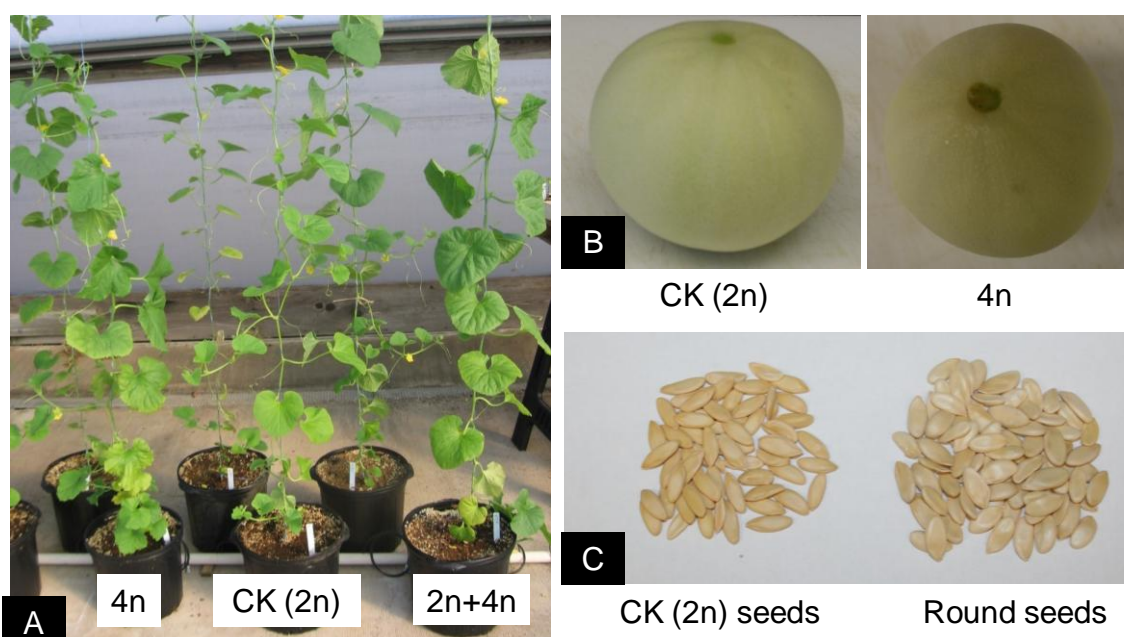 A
4n
CK (2n)
2n+4n
B
CK (2n)
4n
C
CK (2n) seeds
Round seeds